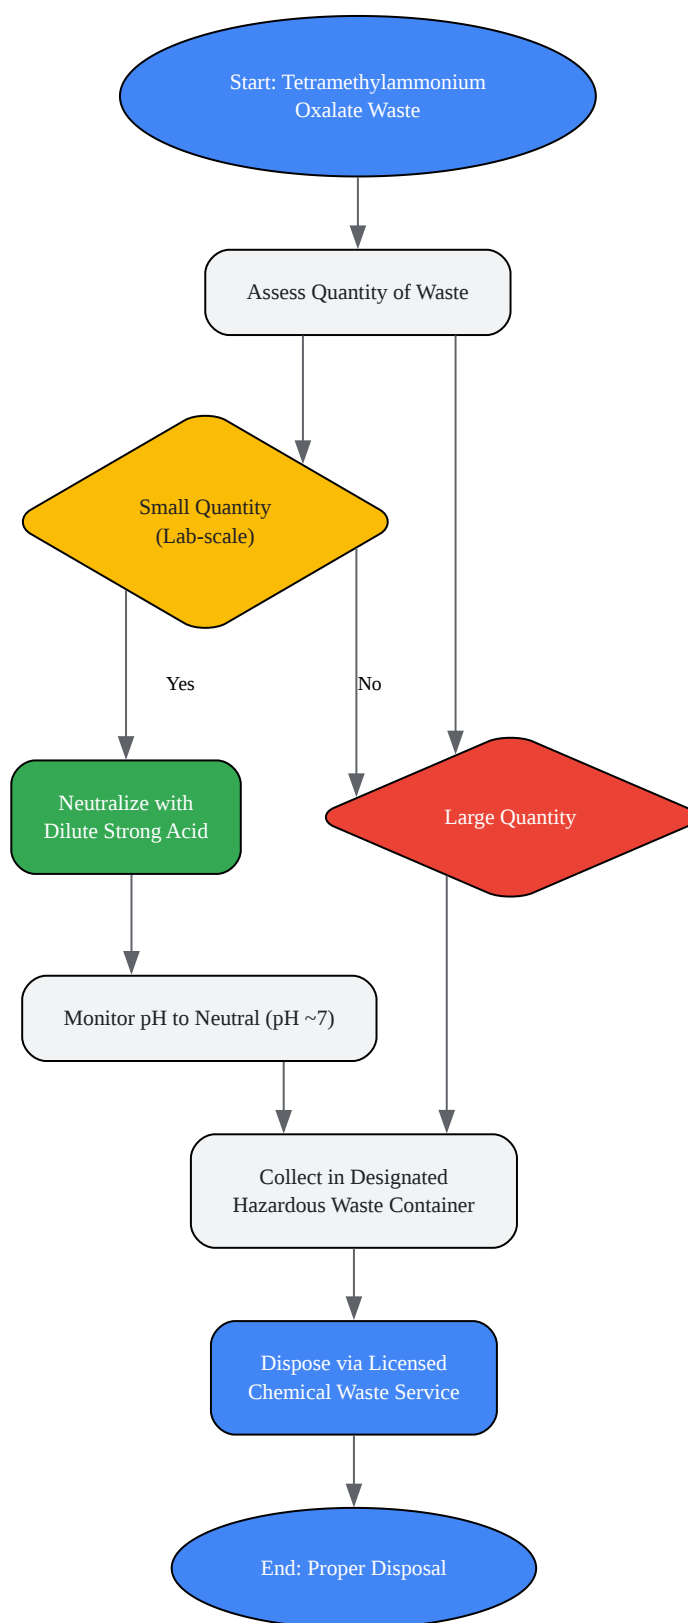 Start: Tetramethylammonium
Oxalate Waste
Assess Quantity of Waste
Small Quantity
(Lab-scale)
Yes
No
Neutralize with
Dilute Strong Acid
Large Quantity
Monitor pH to Neutral (pH ~7)
Collect in Designated
Hazardous Waste Container
Dispose via Licensed
Chemical Waste Service
End: Proper Disposal